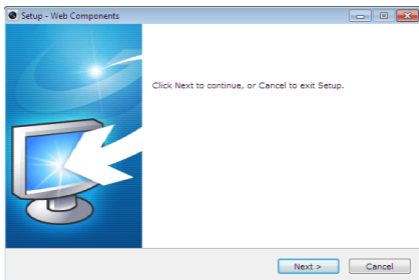 Setup - Web Components
Click Next to continue, or Cancel to exit Setup.
Next >
Cancel